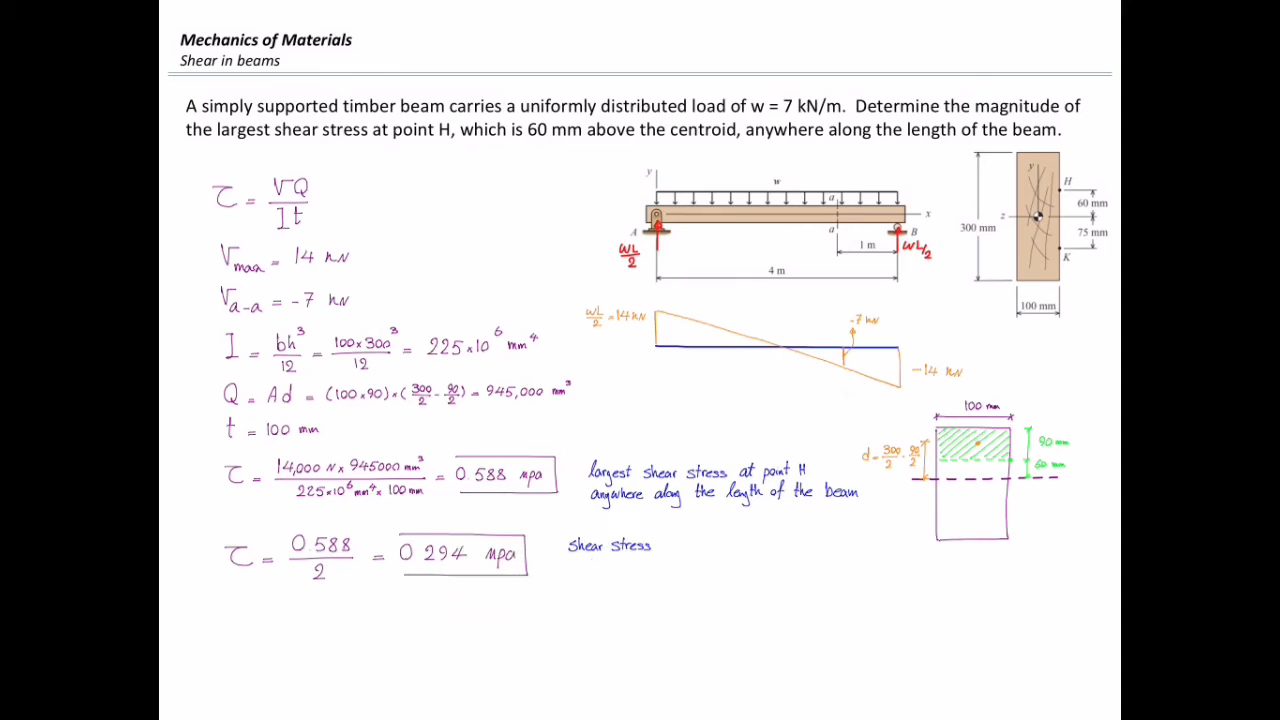 Mechanics of Materials
Shear in beams
A simply supported timber beam carries a uniformly distributed load of w = 7 kN/m. Determine the magnitude of
the largest shear stress at point H, which is 60 mm above the centroid, anywhere along the length of the beam.
τ = VQ / It
Vmax = 14 kN
Va-a = -7 kN
I = bh³ / 12 = 100 × 300³ / 12 = 225 × 10⁶ mm⁴
Q = Ad = (100 × 90) × (300/2 - 90/2) = 945,000 mm³
t = 100 mm
τ = 14,000 N × 945000 mm³ / 225 × 10⁶ mm⁴ × 100 mm = 0.588 mpa
largest shear stress at point H
anywhere along the length of the beam
τ = 0.588 / 2 = 0 294 mpa
shear stress
y
w
a
x
A
a
B
WL/2
WL/2
1 m
4 m
y
H
60 mm
z
300 mm
75 mm
K
100 mm
WL/2 = 14 kN
-7 kN
-14 kN
100 mm
d = 300/2 - 90/2
90 mm
60 mm